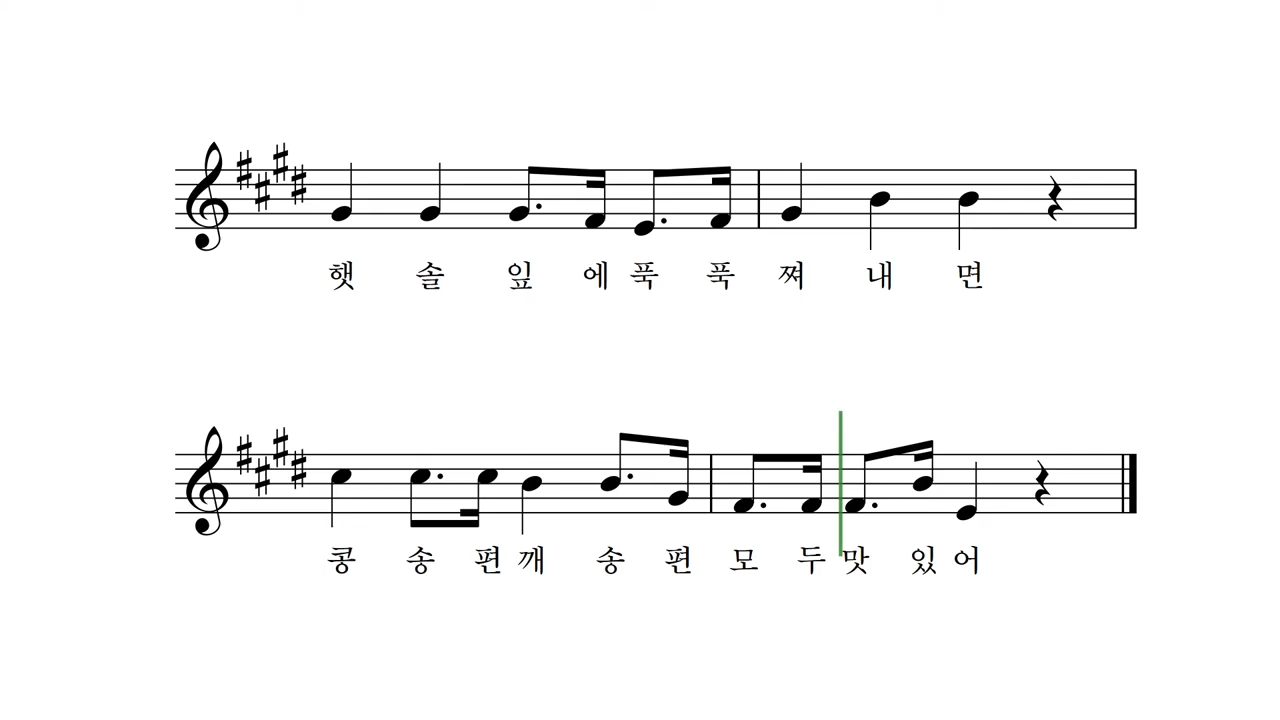 햇 솔 잎 에 푹 푹 쪄 내 면
콩 송 편 깨 송 편 모 두 맛 있 어